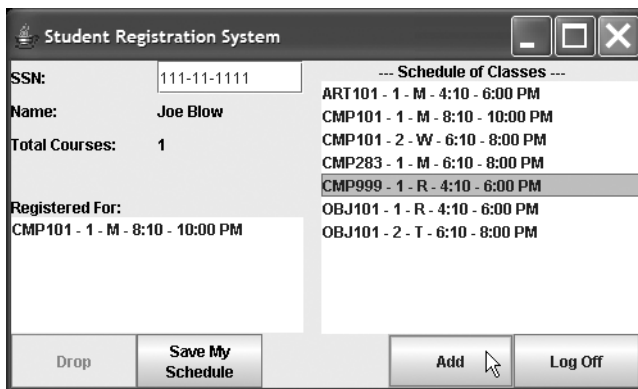 Student Registration System
SSN: 111-11-1111
Name: Joe Blow
Total Courses: 1
Registered For:
CMP101 - 1 - M - 8:10 - 10:00 PM
--- Schedule of Classes ---
ART101 - 1 - M - 4:10 - 6:00 PM
CMP101 - 1 - M - 8:10 - 10:00 PM
CMP101 - 2 - W - 6:10 - 8:00 PM
CMP283 - 1 - M - 6:10 - 8:00 PM
CMP999 - 1 - R - 4:10 - 6:00 PM
OBJ101 - 1 - R - 4:10 - 6:00 PM
OBJ101 - 2 - T - 6:10 - 8:00 PM
Drop
Save My
Schedule
Add
Log Off